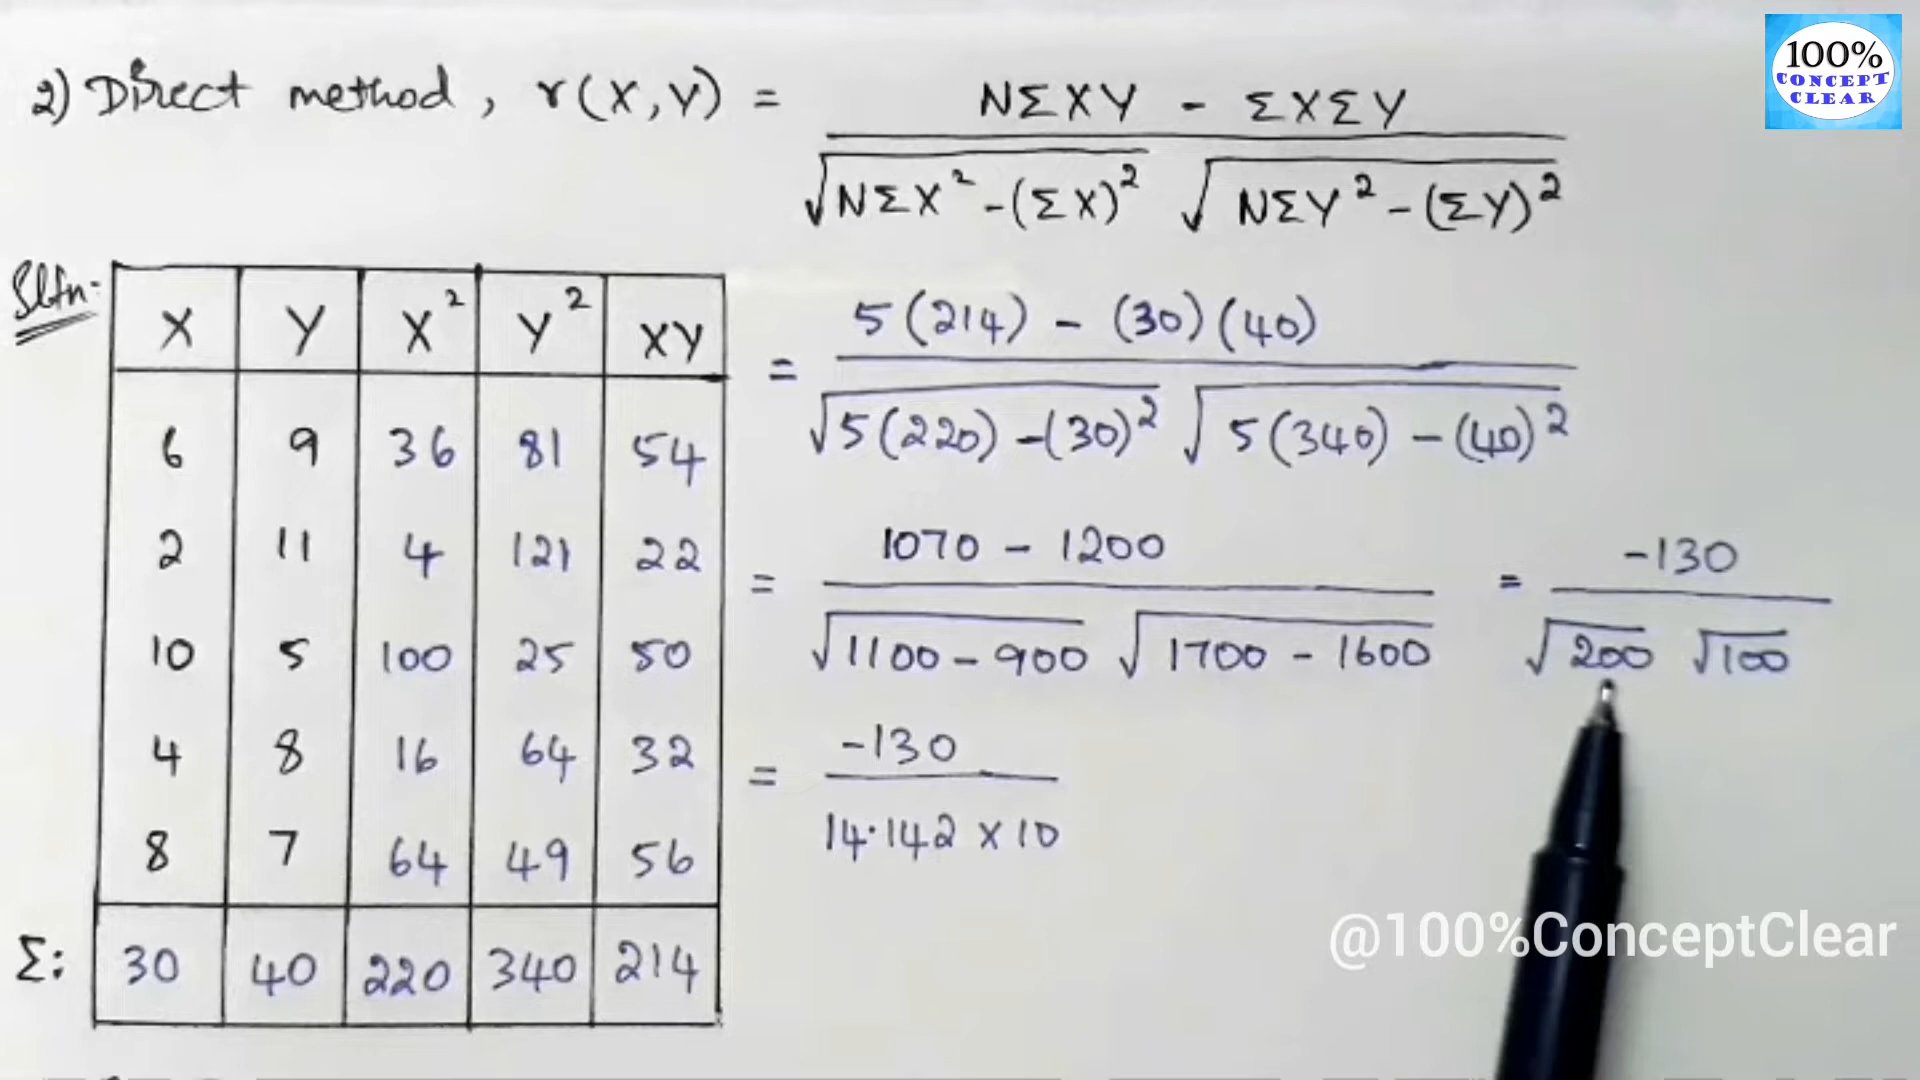 100%
CONCEPT
CLEAR
2) Direct method, r(X,Y) = NΣXY - ΣXΣY
√NΣX²-(ΣX)² √NΣY²-(ΣY)²
Sltn:-
X Y X² Y² XY
6 9 36 81 54
2 11 4 121 22
10 5 100 25 50
4 8 16 64 32
8 7 64 49 56
Σ: 30 40 220 340 214
= 5(214) - (30)(40)
√5(220)-(30)² √5(340)-(40)²
= 1070 - 1200
√1100-900 √1700-1600
= -130
√200 √100
= -130
14.142 x 10
@100%ConceptClear